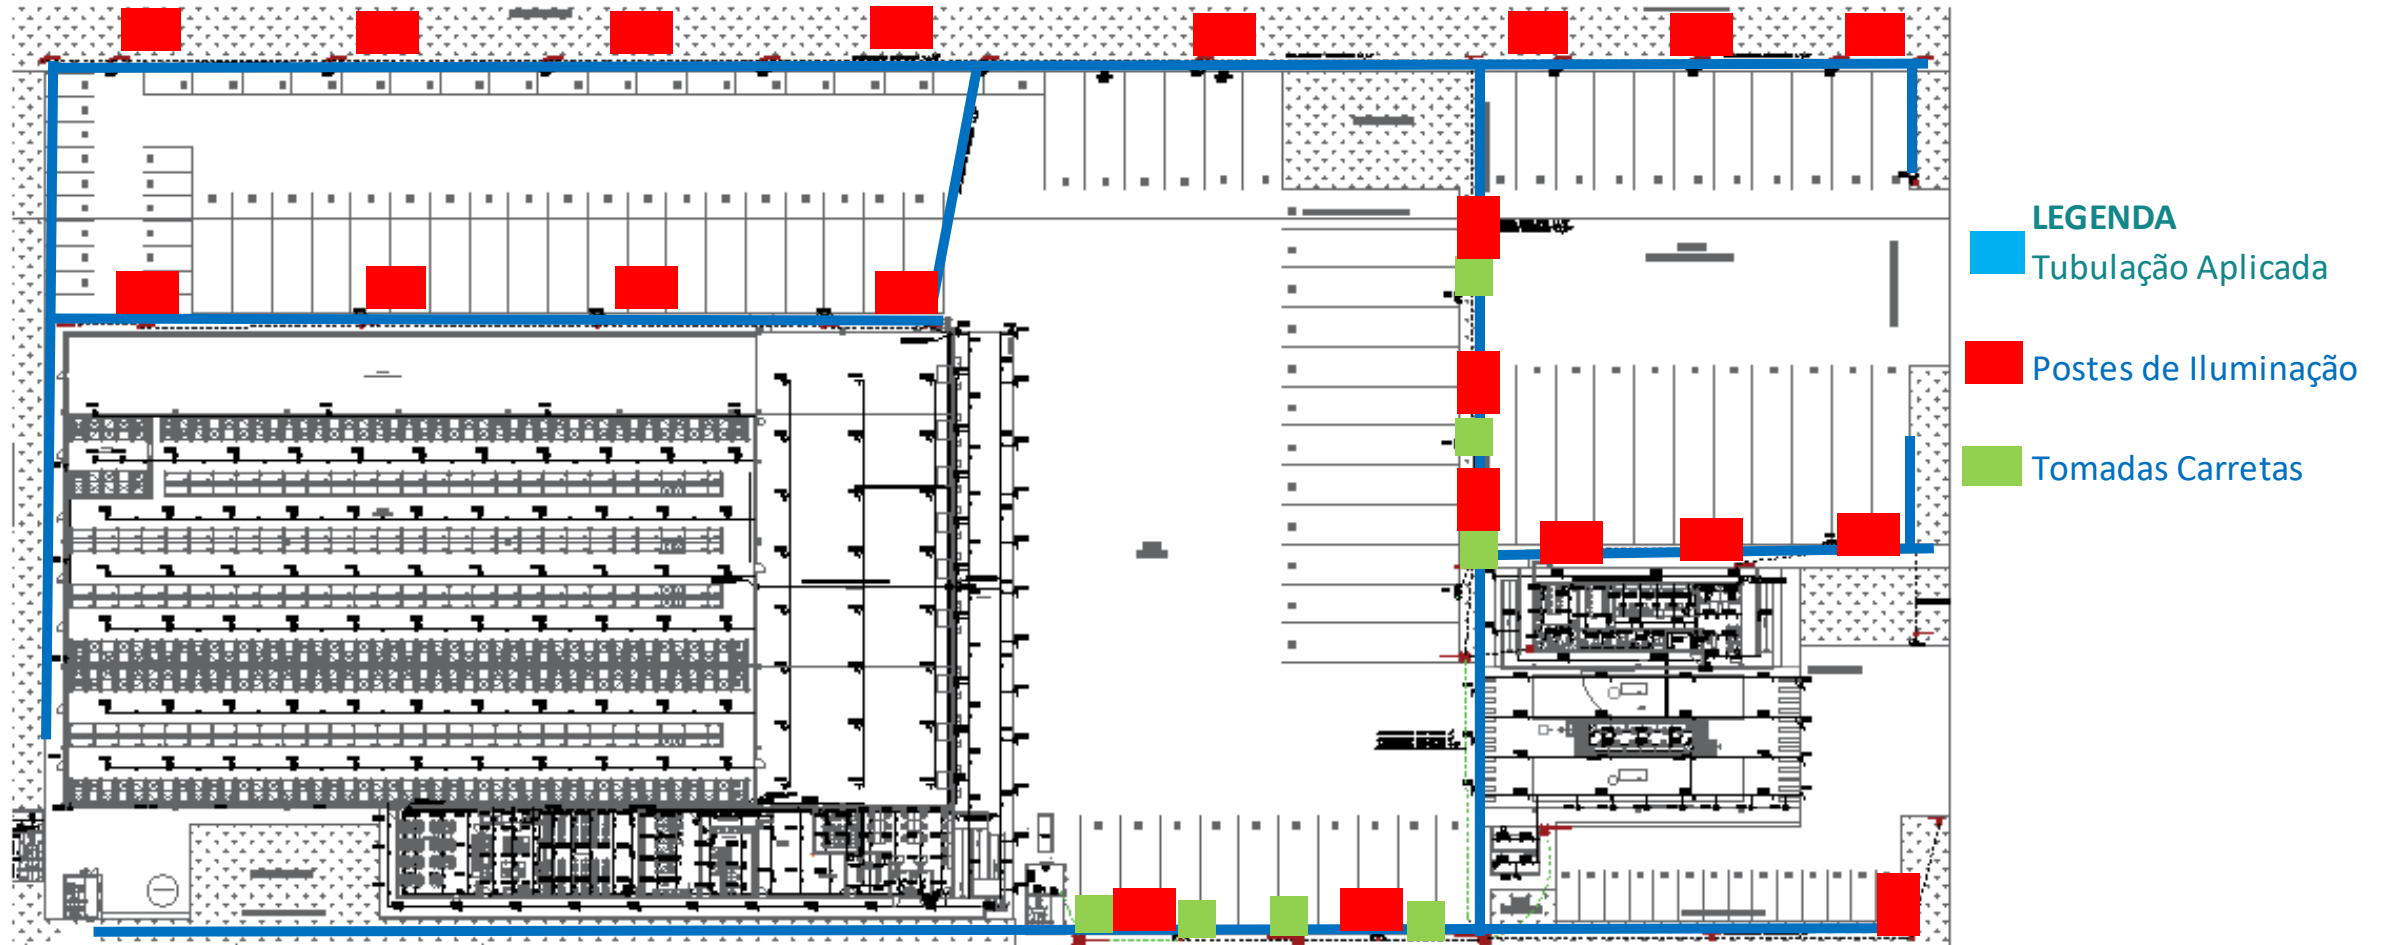 LEGENDA
Tubulação Aplicada
Postes de Iluminação
Tomadas Carretas